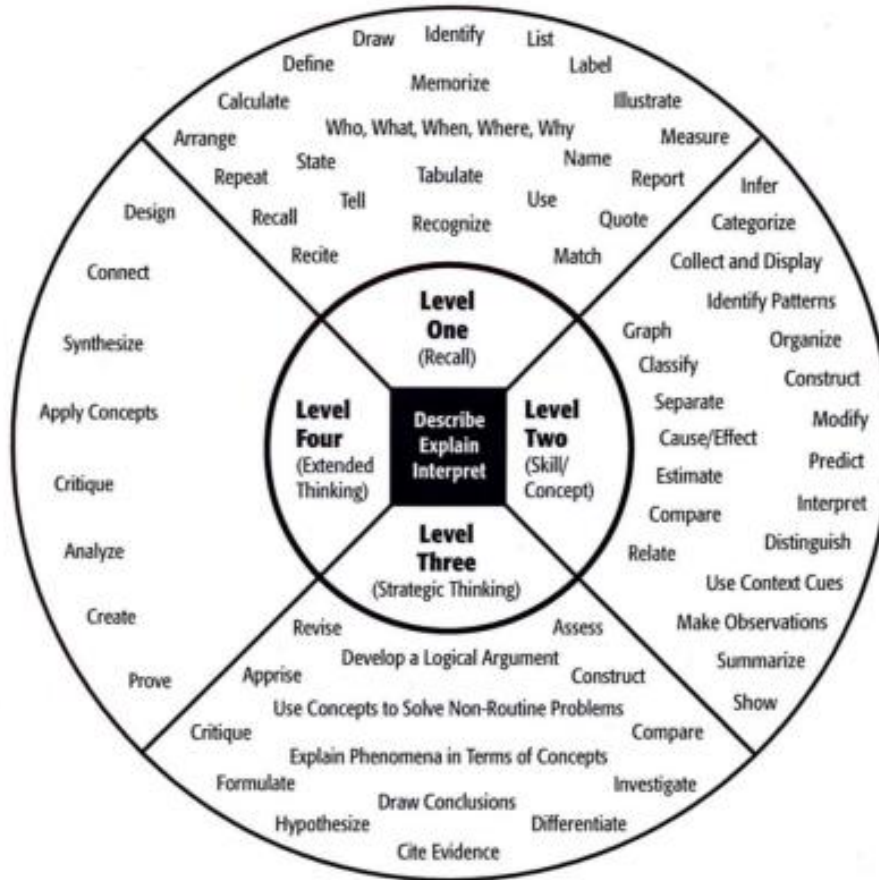 Draw
Identify
List
Define
Label
Memorize
Calculate
Illustrate
Who, What, When, Where, Why
Arrange
Measure
State
Name
Repeat
Tabulate
Report
Tell
Use
Recall
Recognize
Quote
Recite
Match
Infer
Categorize
Collect and Display
Identify Patterns
Graph
Organize
Classify
Construct
Separate
Modify
Cause/Effect
Predict
Estimate
Interpret
Compare
Distinguish
Relate
Use Context Cues
Make Observations
Summarize
Show
Design
Connect
Synthesize
Apply Concepts
Critique
Analyze
Create
Prove
Level
One
(Recall)
Level
Four
(Extended
Thinking)
Describe
Explain
Interpret
Level
Two
(Skill/
Concept)
Level
Three
(Strategic Thinking)
Revise
Assess
Develop a Logical Argument
Apprise
Construct
Use Concepts to Solve Non-Routine Problems
Critique
Compare
Explain Phenomena in Terms of Concepts
Formulate
Investigate
Draw Conclusions
Hypothesize
Differentiate
Cite Evidence